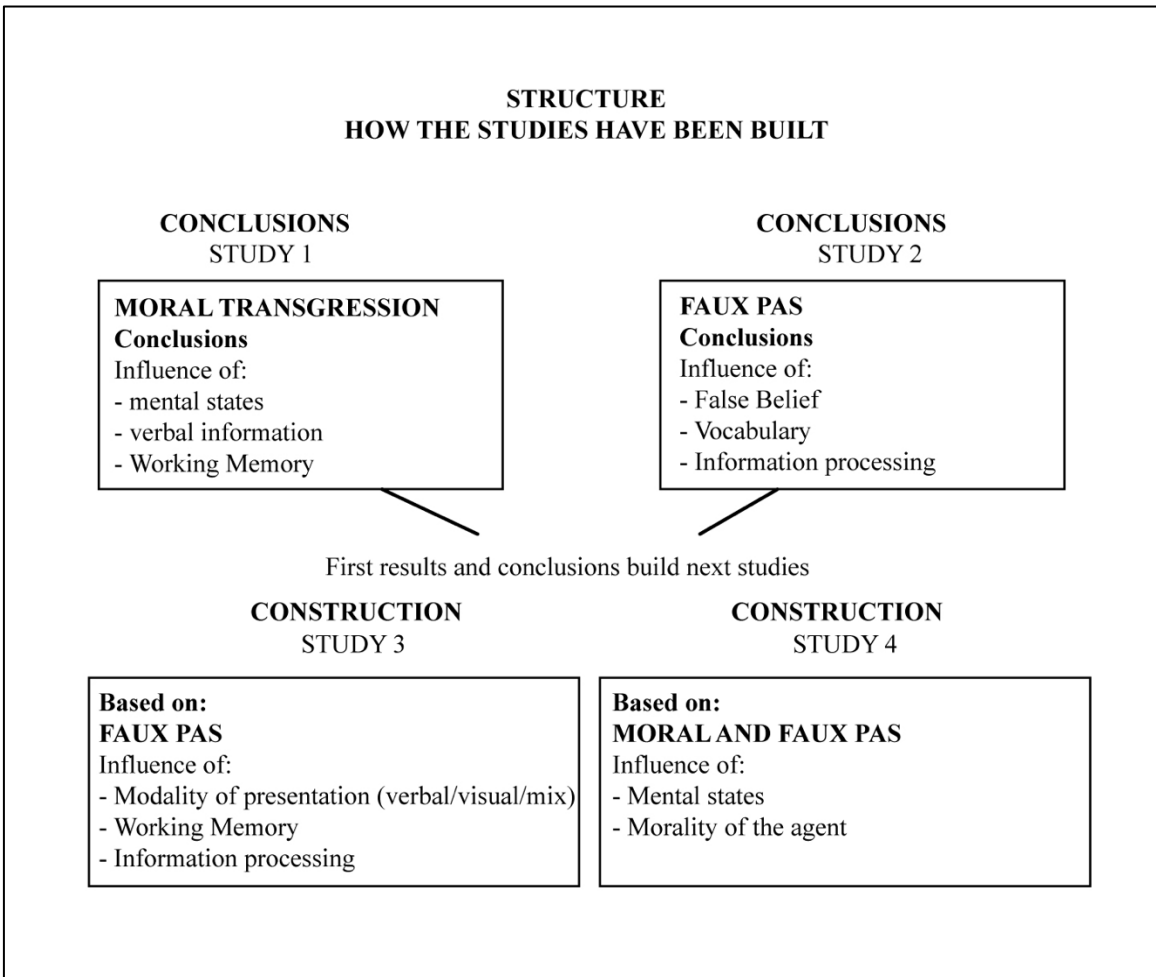 STRUCTURE
HOW THE STUDIES HAVE BEEN BUILT
CONCLUSIONS
STUDY 1
MORAL TRANSGRESSION
Conclusions
Influence of:
- mental states
- verbal information
- Working Memory
CONCLUSIONS
STUDY 2
FAUX PAS
Conclusions
Influence of:
- False Belief
- Vocabulary
- Information processing
First results and conclusions build next studies
CONSTRUCTION
STUDY 3
Based on:
FAUX PAS
Influence of:
- Modality of presentation (verbal/visual/mix)
- Working Memory
- Information processing
CONSTRUCTION
STUDY 4
Based on:
MORAL AND FAUX PAS
Influence of:
- Mental states
- Morality of the agent